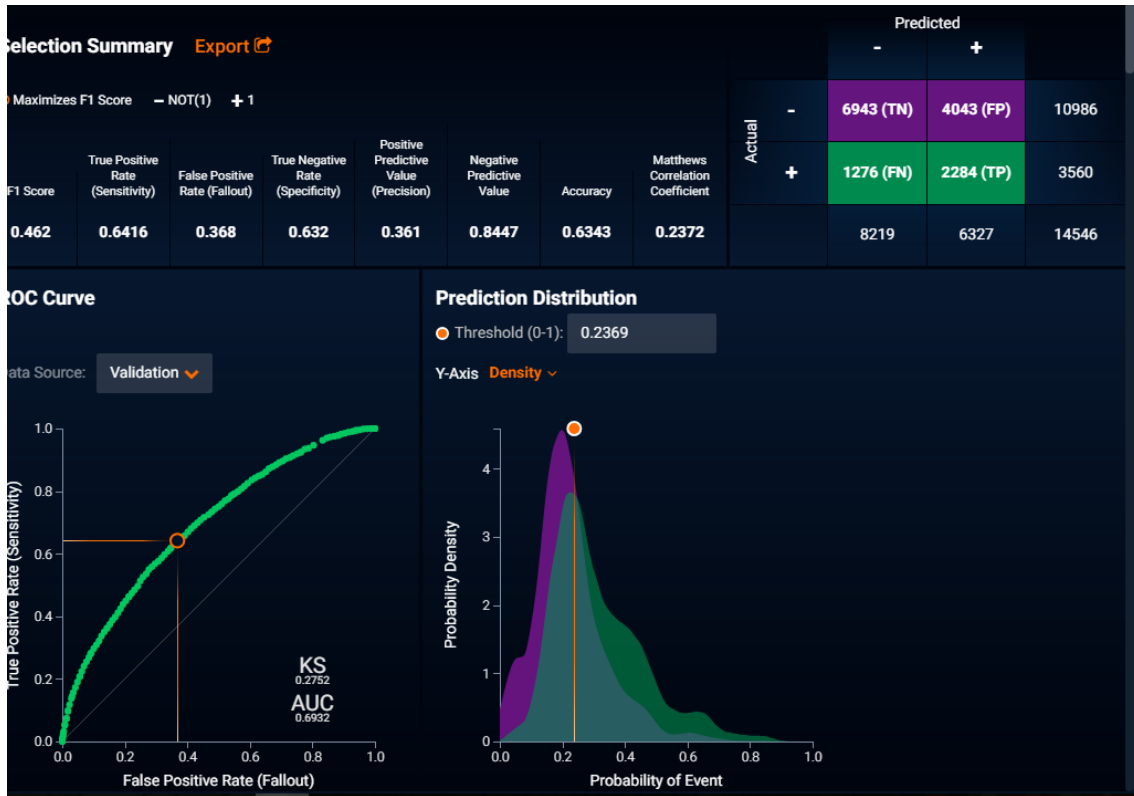 Selection Summary Export
Maximizes F1 Score − NOT(1) + 1
F1 Score
True Positive
Rate
(Sensitivity)
False Positive
Rate (Fallout)
True Negative
Rate
(Specificity)
Positive
Predictive
Value
(Precision)
Negative
Predictive
Value
Accuracy
Matthews
Correlation
Coefficient
0.462 0.6416 0.368 0.632 0.361 0.8447 0.6343 0.2372
Predicted
- +
Actual
- 6943 (TN) 4043 (FP) 10986
+ 1276 (FN) 2284 (TP) 3560
8219 6327 14546
ROC Curve
Data Source: Validation
1.0
0.8
0.6
0.4
0.2
0.0
True Positive Rate (Sensitivity)
KS
0.2752
AUC
0.6932
0.0 0.2 0.4 0.6 0.8 1.0
False Positive Rate (Fallout)
Prediction Distribution
Threshold (0-1): 0.2369
Y-Axis Density
4
3
2
1
0
Probability Density
0.0 0.2 0.4 0.6 0.8 1.0
Probability of Event